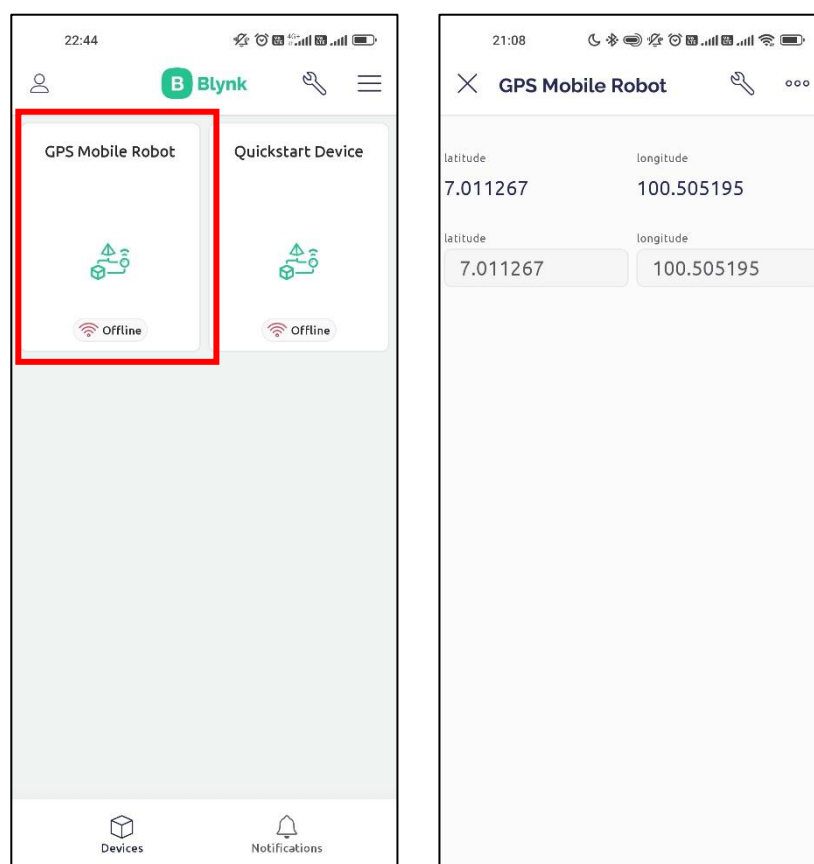 22:44
B Blynk
GPS Mobile Robot
Quickstart Device
Offline
Offline
Devices
Notifications
21:08
GPS Mobile Robot
latitude
longitude
7.011267
100.505195
latitude
longitude
7.011267
100.505195